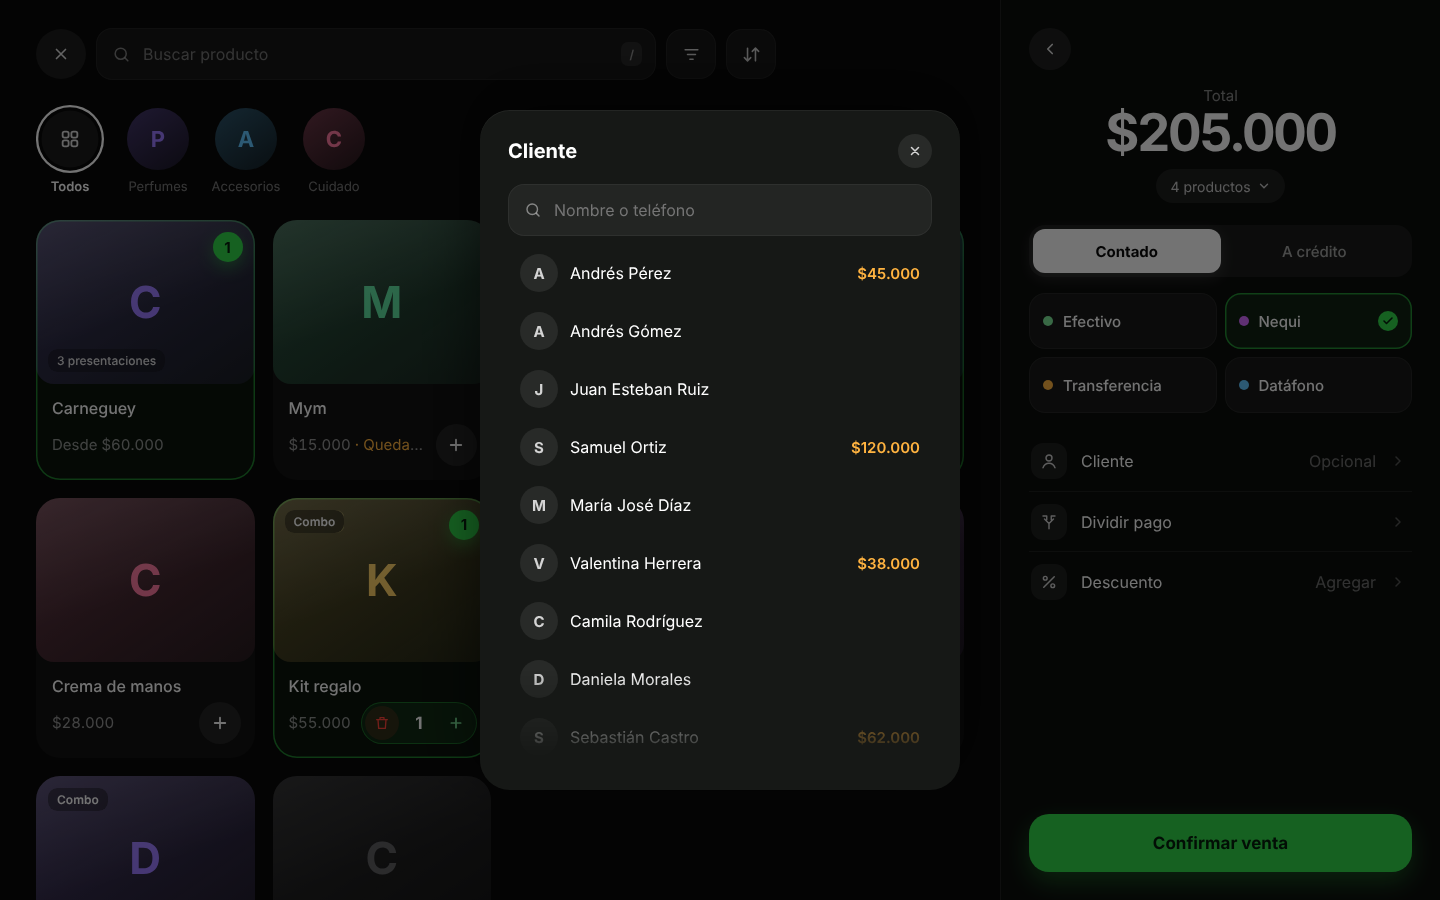 Buscar producto
/
P
A
C
Todos
Perfumes
Accesorios
Cuidado
1
C
3 presentaciones
Carneguey
Desde $60.000
M
Mym
$15.000 · Queda...
C
Crema de manos
$28.000
Combo
1
K
Kit regalo
$55.000
1
Combo
D
C
Cliente
Nombre o teléfono
A Andrés Pérez $45.000
A Andrés Gómez
J Juan Esteban Ruiz
S Samuel Ortiz $120.000
M María José Díaz
V Valentina Herrera $38.000
C Camila Rodríguez
D Daniela Morales
S Sebastián Castro $62.000
Total
$205.000
4 productos
Contado
A crédito
Efectivo
Nequi
Transferencia
Datáfono
Cliente Opcional
Dividir pago
Descuento Agregar
Confirmar venta